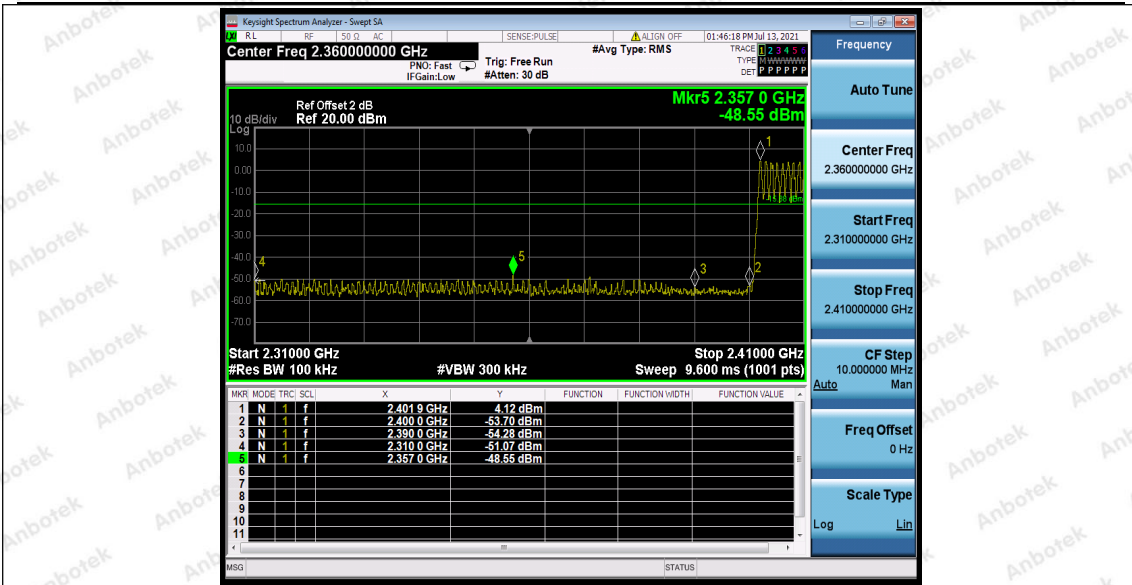 Keysight Spectrum Analyzer - Swept SA
LXI RL RF 50 Ω AC SENSE:PULSE ALIGN OFF 01:46:18 PM Jul 13, 2021
Center Freq 2.360000000 GHz
PNO: Fast
IFGain:Low
Trig: Free Run
#Atten: 30 dB
#Avg Type: RMS
TRACE 1 2 3 4 5 6
TYPE M WWWWW
DET P P P P P P
Mkr5 2.357 0 GHz
-48.55 dBm
Ref Offset 2 dB
10 dB/div Ref 20.00 dBm
Log
10.0
0.00
-10.0
-20.0
-30.0
-40.0
-50.0
-60.0
-70.0
1
2
3
4
5
Start 2.31000 GHz Stop 2.41000 GHz
#Res BW 100 kHz #VBW 300 kHz Sweep 9.600 ms (1001 pts)
MKR MODE TRC SCL X Y FUNCTION FUNCTION WIDTH FUNCTION VALUE
1 N 1 f 2.401 9 GHz 4.12 dBm
2 N 1 f 2.400 0 GHz -53.70 dBm
3 N 1 f 2.390 0 GHz -54.28 dBm
4 N 1 f 2.310 0 GHz -51.07 dBm
5 N 1 f 2.357 0 GHz -48.55 dBm
6
7
8
9
10
11
MSG STATUS
Frequency
Auto Tune
Center Freq
2.360000000 GHz
Start Freq
2.310000000 GHz
Stop Freq
2.410000000 GHz
CF Step
10.000000 MHz
Auto Man
Freq Offset
0 Hz
Scale Type
Log Lin
Anbotek